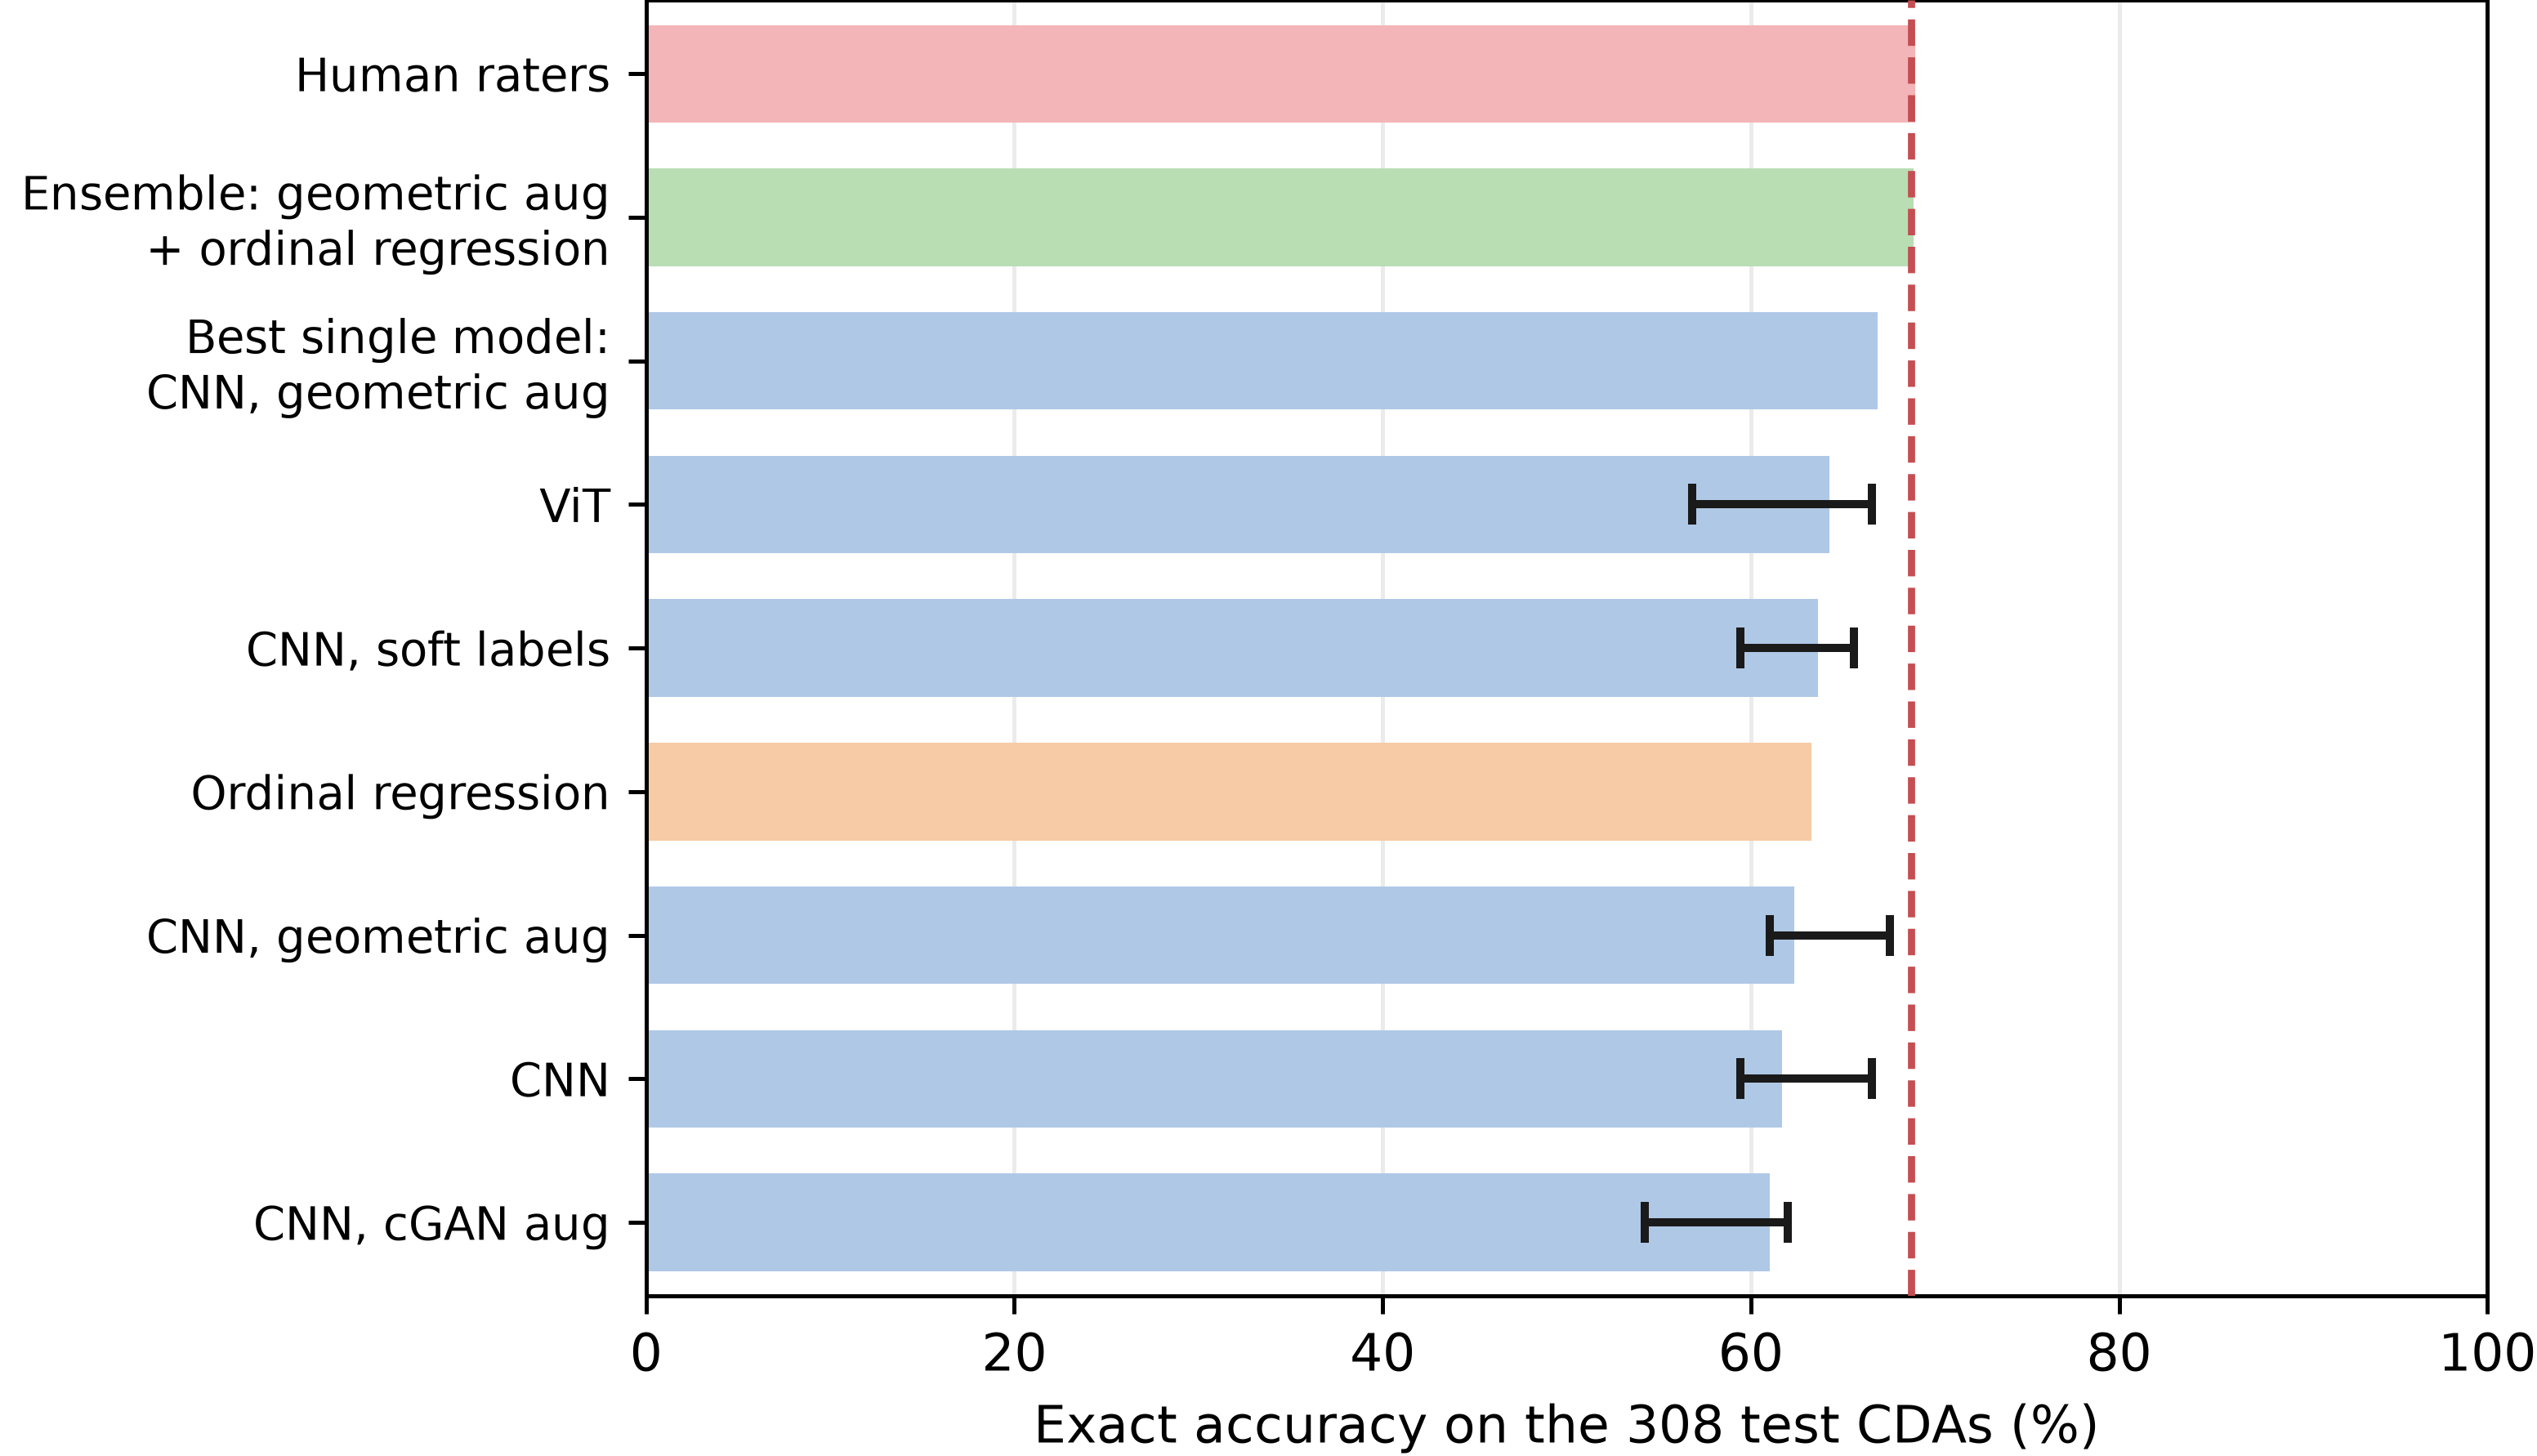 Human raters
Ensemble: geometric aug
+ ordinal regression
Best single model:
CNN, geometric aug
ViT
CNN, soft labels
Ordinal regression
CNN, geometric aug
CNN
CNN, cGAN aug
0 20 40 60 80 100
Exact accuracy on the 308 test CDAs (%)